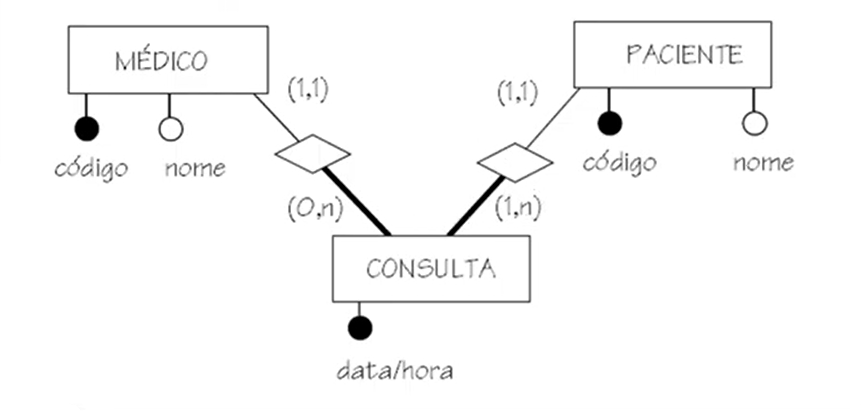 MÉDICO
PACIENTE
(1,1)
(1,1)
código
nome
código
nome
(0,n)
(1,n)
CONSULTA
data/hora